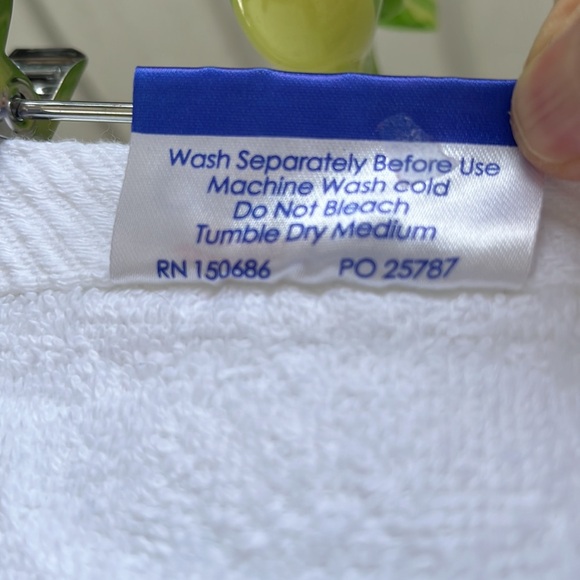 Wash Separately Before Use
Machine Wash cold
Do Not Bleach
Tumble Dry Medium
RN 150686 PO 25787